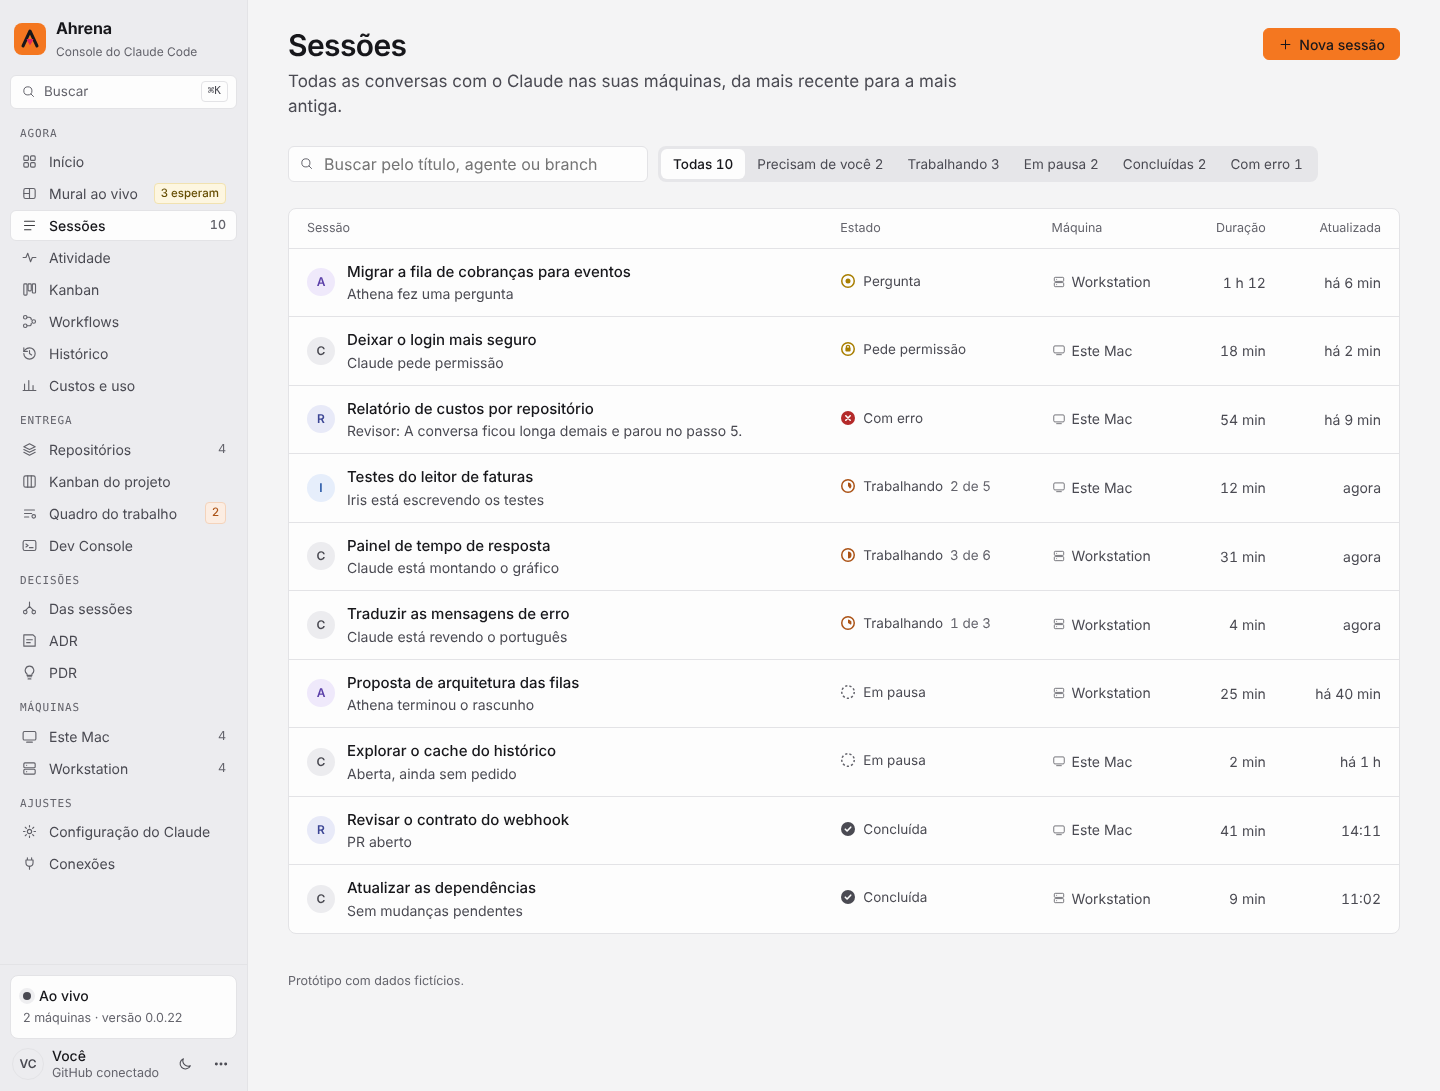 Ahrena
Console do Claude Code
Buscar ⌘K
AGORA
Início
Mural ao vivo 3 esperam
Sessões 10
Atividade
Kanban
Workflows
Histórico
Custos e uso
ENTREGA
Repositórios 4
Kanban do projeto
Quadro do trabalho 2
Dev Console
DECISÕES
Das sessões
ADR
PDR
MÁQUINAS
Este Mac 4
Workstation 4
AJUSTES
Configuração do Claude
Conexões
Ao vivo
2 máquinas · versão 0.0.22
VC Você
GitHub conectado
Sessões
Nova sessão
Todas as conversas com o Claude nas suas máquinas, da mais recente para a mais
antiga.
Buscar pelo título, agente ou branch
Todas 10 Precisam de você 2 Trabalhando 3 Em pausa 2 Concluídas 2 Com erro 1
Sessão Estado Máquina Duração Atualizada
A Migrar a fila de cobranças para eventos Pergunta Workstation 1 h 12 há 6 min
Athena fez uma pergunta
C Deixar o login mais seguro Pede permissão Este Mac 18 min há 2 min
Claude pede permissão
R Relatório de custos por repositório Com erro Este Mac 54 min há 9 min
Revisor: A conversa ficou longa demais e parou no passo 5.
I Testes do leitor de faturas Trabalhando 2 de 5 Este Mac 12 min agora
Iris está escrevendo os testes
C Painel de tempo de resposta Trabalhando 3 de 6 Workstation 31 min agora
Claude está montando o gráfico
C Traduzir as mensagens de erro Trabalhando 1 de 3 Workstation 4 min agora
Claude está revendo o português
A Proposta de arquitetura das filas Em pausa Workstation 25 min há 40 min
Athena terminou o rascunho
C Explorar o cache do histórico Em pausa Este Mac 2 min há 1 h
Aberta, ainda sem pedido
R Revisar o contrato do webhook Concluída Este Mac 41 min 14:11
PR aberto
C Atualizar as dependências Concluída Workstation 9 min 11:02
Sem mudanças pendentes
Protótipo com dados fictícios.